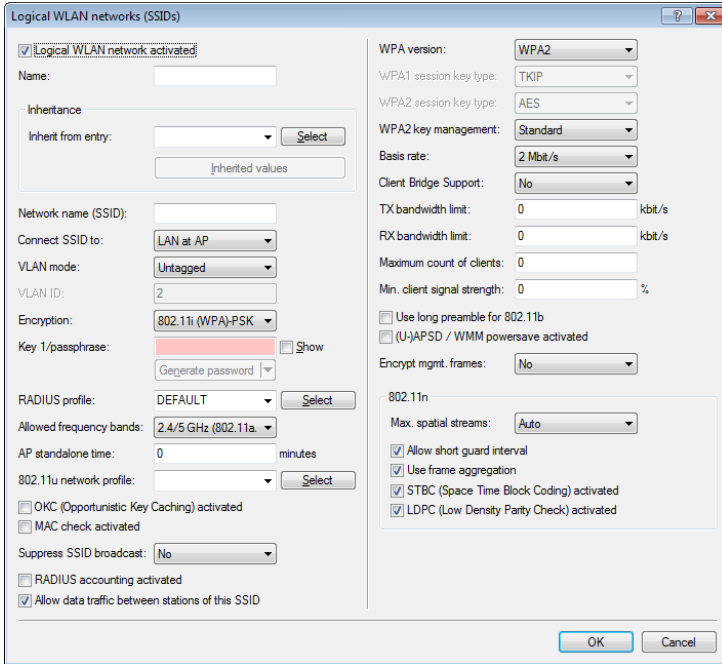 Logical WLAN networks (SSIDs)
Logical WLAN network activated
Name:
Inheritance
Inherit from entry:
Select
Inherited values
Network name (SSID):
Connect SSID to: LAN at AP
VLAN mode: Untagged
VLAN ID: 2
Encryption: 802.11i (WPA)-PSK
Key 1/passphrase: Show
Generate password
RADIUS profile: DEFAULT Select
Allowed frequency bands: 2.4/5 GHz (802.11a.
AP standalone time: 0 minutes
802.11u network profile: Select
OKC (Opportunistic Key Caching) activated
MAC check activated
Suppress SSID broadcast: No
RADIUS accounting activated
Allow data traffic between stations of this SSID
WPA version: WPA2
WPA1 session key type: TKIP
WPA2 session key type: AES
WPA2 key management: Standard
Basis rate: 2 Mbit/s
Client Bridge Support: No
TX bandwidth limit: 0 kbit/s
RX bandwidth limit: 0 kbit/s
Maximum count of clients: 0
Min. client signal strength: 0 %
Use long preamble for 802.11b
(U-)APSD / WMM powersave activated
Encrypt mgmt. frames: No
802.11n
Max. spatial streams: Auto
Allow short guard interval
Use frame aggregation
STBC (Space Time Block Coding) activated
LDPC (Low Density Parity Check) activated
OK Cancel